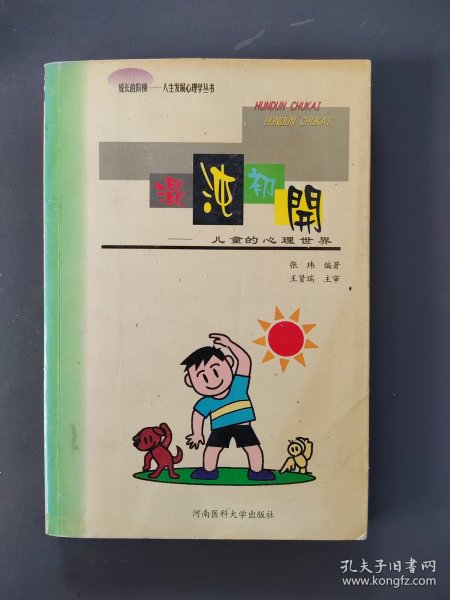 成长的阶梯——人生发展心理学丛书
HUNDUN CHUKAI
HUNDUN CHUKAI
混沌初開
——儿童的心理世界
张玮 编著
王贤瑞 主审
河南医科大学出版社
孔夫子旧书网
www.kongfz.com